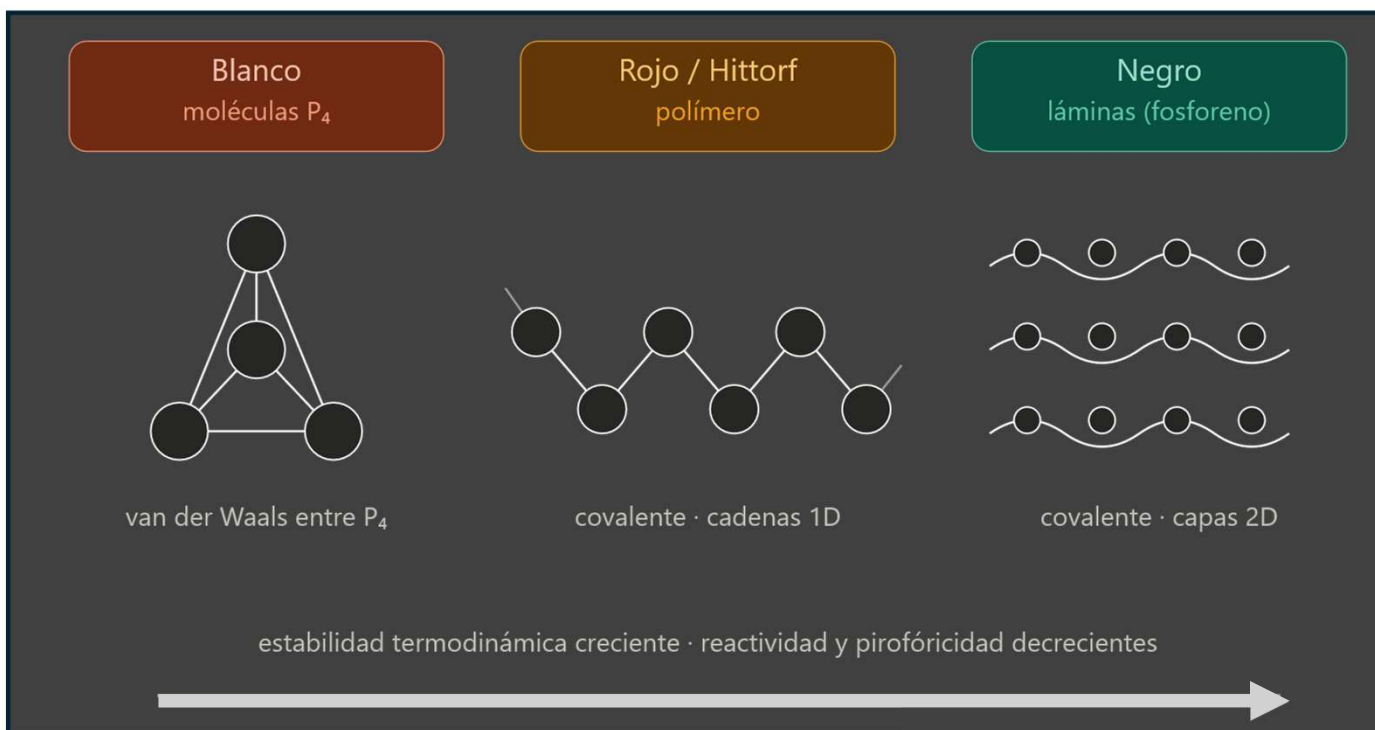 Blanco
moléculas P₄
Rojo / Hittorf
polímero
Negro
láminas (fosforeno)
van der Waals entre P₄
covalente · cadenas 1D
covalente · capas 2D
estabilidad termodinámica creciente · reactividad y pirofóricidad decrecientes